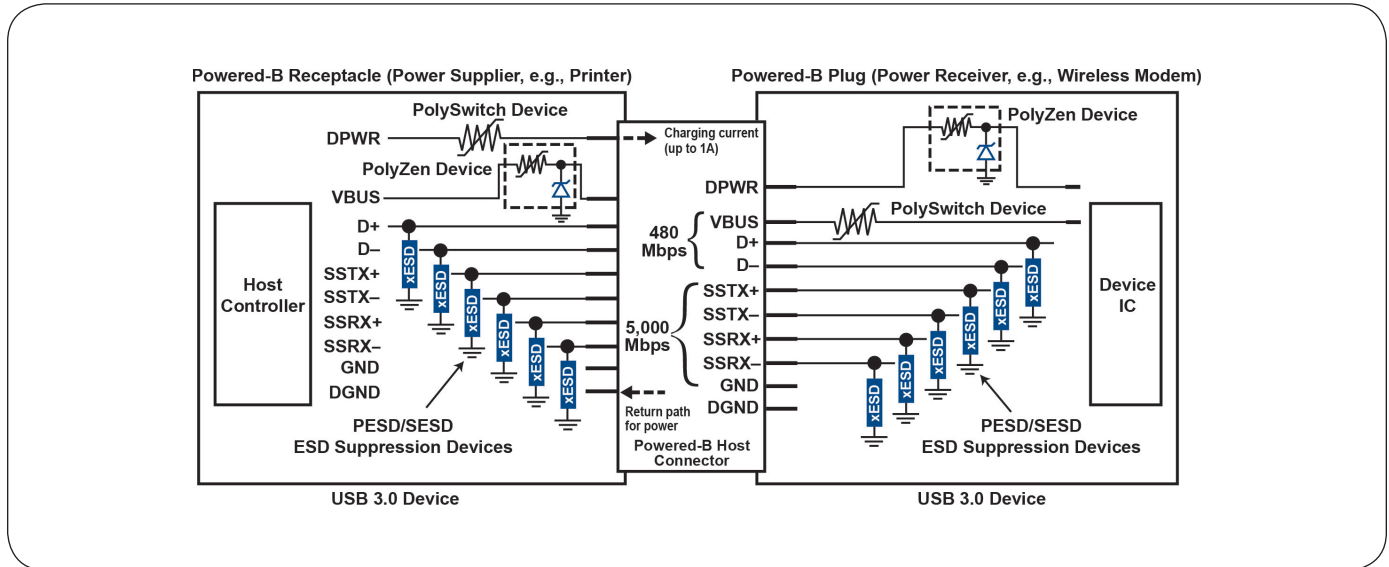 Powered-B Receptacle (Power Supplier, e.g., Printer)
PolySwitch Device
DPWR
PolyZen Device
VBUS
D+
D–
SSTX+
SSTX–
SSRX+
SSRX–
GND
DGND
Host
Controller
xESD
xESD
xESD
xESD
xESD
xESD
PESD/SESD
ESD Suppression Devices
USB 3.0 Device
Charging current
(up to 1A)
480
Mbps
5,000
Mbps
Return path
for power
Powered-B Host
Connector
Powered-B Plug (Power Receiver, e.g., Wireless Modem)
PolyZen Device
DPWR
PolySwitch Device
VBUS
D+
D–
SSTX+
SSTX–
SSRX+
SSRX–
GND
DGND
xESD
xESD
xESD
xESD
xESD
xESD
Device
IC
PESD/SESD
ESD Suppression Devices
USB 3.0 Device